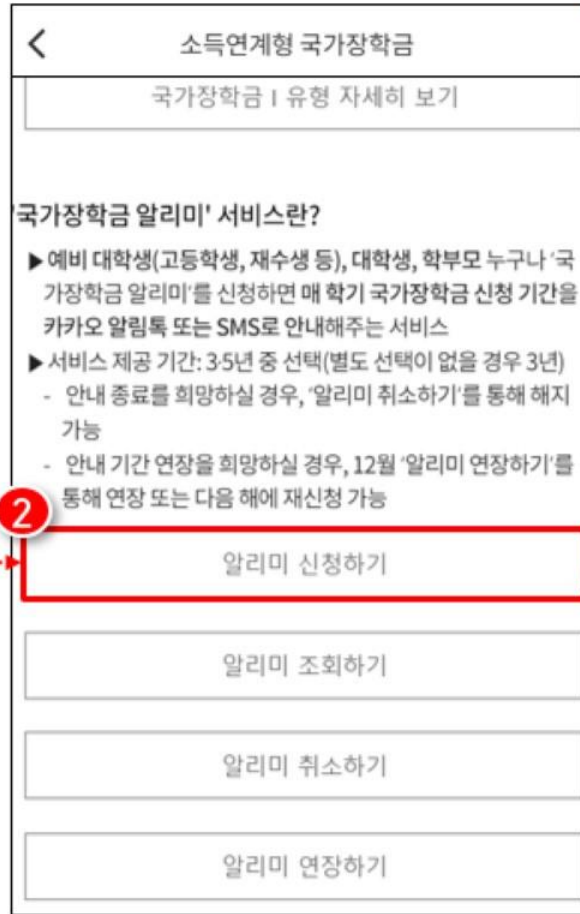 소득연계형 국가장학금
국가장학금 I 유형 자세히 보기
'국가장학금 알리미' 서비스란?
▶ 예비 대학생(고등학생, 재수생 등), 대학생, 학부모 누구나 '국
가장학금 알리미'를 신청하면 매 학기 국가장학금 신청 기간을
카카오 알림톡 또는 SMS로 안내해주는 서비스
▶ 서비스 제공 기간: 3·5년 중 선택(별도 선택이 없을 경우 3년)
- 안내 종료를 희망하실 경우, '알리미 취소하기'를 통해 해지
가능
- 안내 기간 연장을 희망하실 경우, 12월 '알리미 연장하기'를
통해 연장 또는 다음 해에 재신청 가능
2
알리미 신청하기
알리미 조회하기
알리미 취소하기
알리미 연장하기